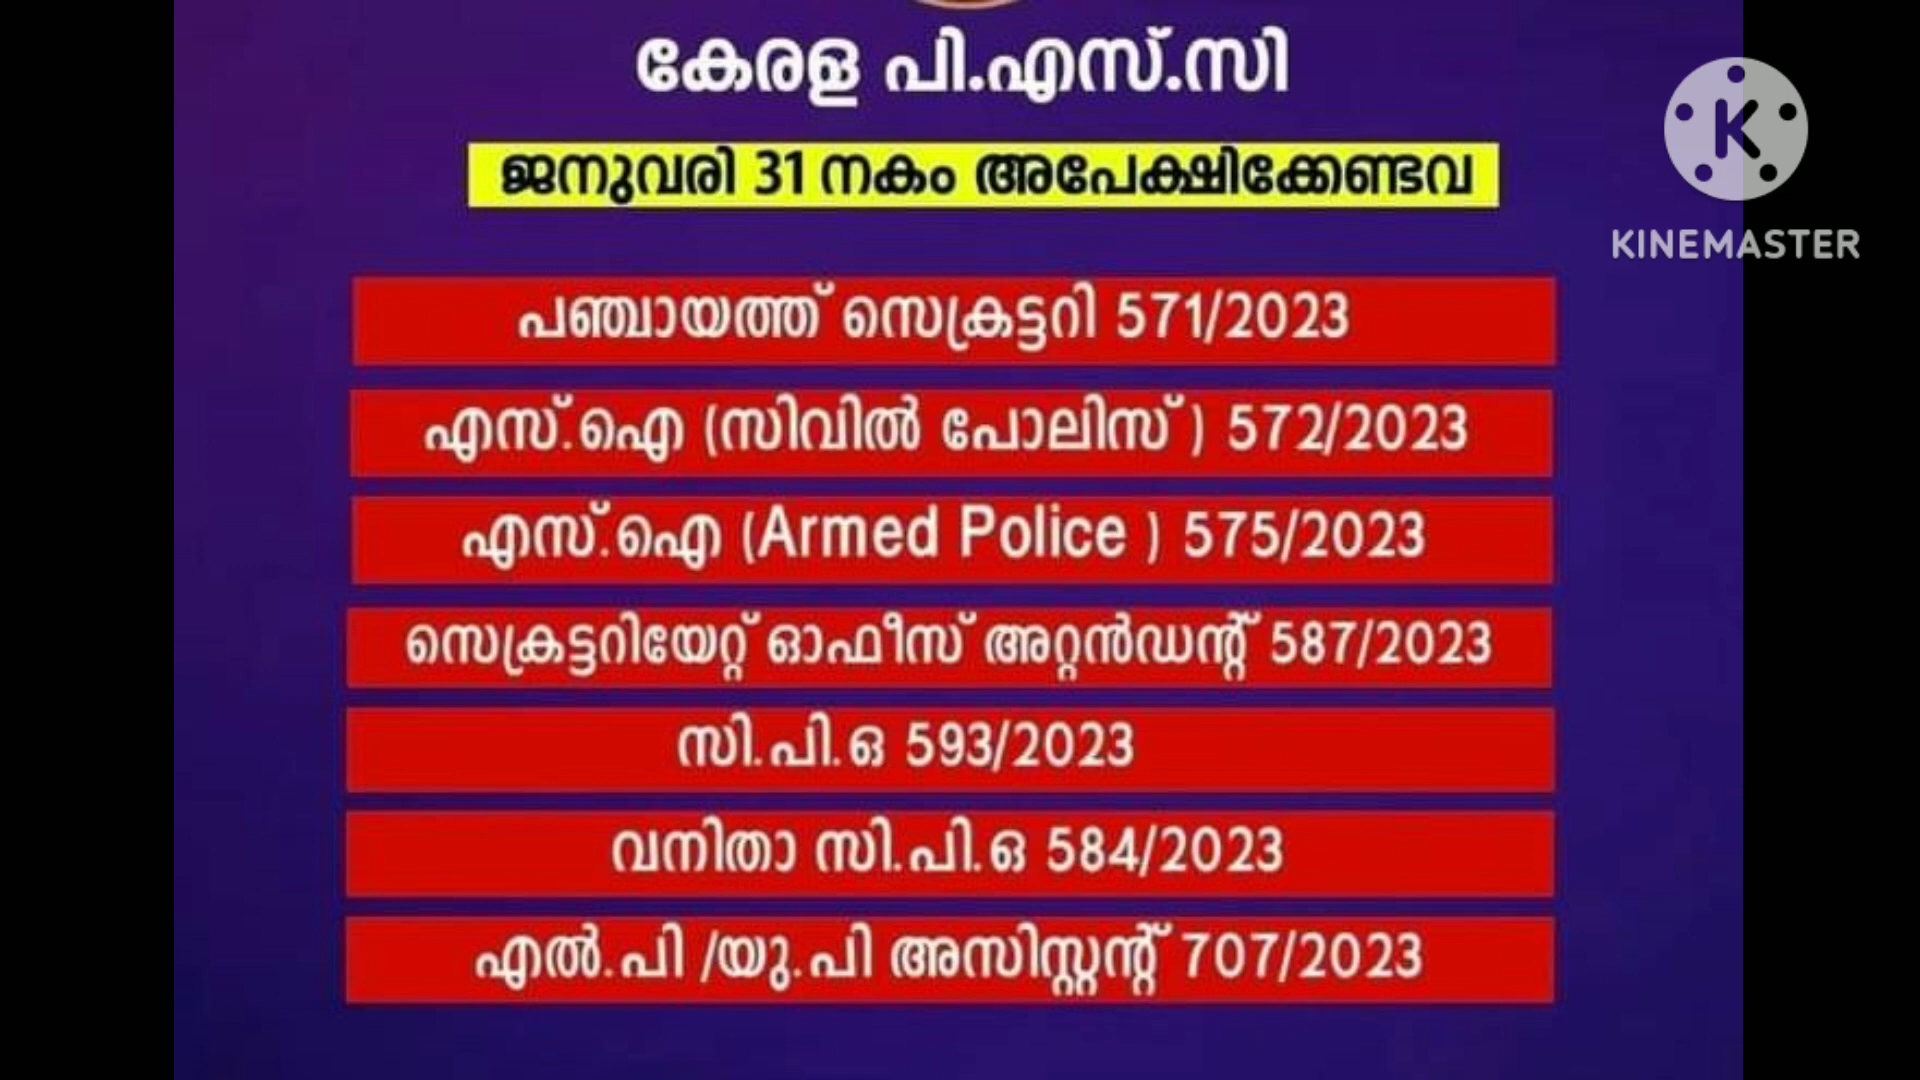 കേരള പി.എസ്.സി
ജനുവരി 31 നകം അപേക്ഷിക്കേണ്ടവ
KINEMASTER
പഞ്ചായത്ത് സെക്രട്ടറി 571/2023
എസ്.ഐ (സിവിൽ പോലിസ് ) 572/2023
എസ്.ഐ (Armed Police ) 575/2023
സെക്രട്ടറിയേറ്റ് ഓഫീസ് അറ്റൻഡന്റ് 587/2023
സി.പി.ഒ 593/2023
വനിതാ സി.പി.ഒ 584/2023
എൽ.പി /യു.പി അസിസ്റ്റന്റ് 707/2023